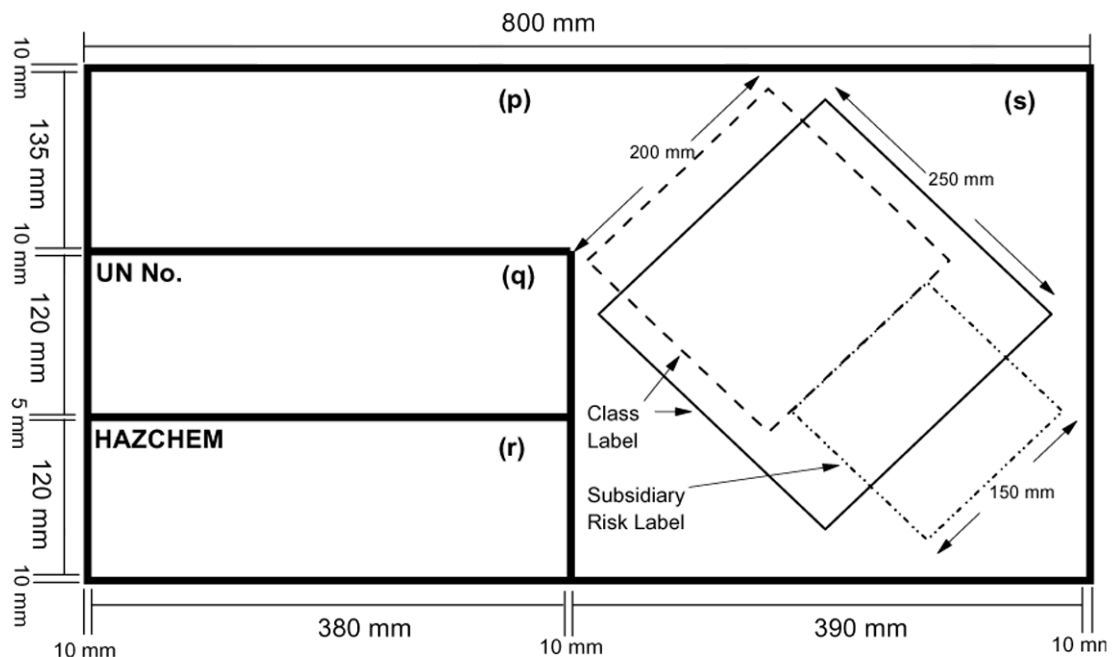 800 mm
10 mm
135 mm
10 mm
120 mm
5 mm
120 mm
10 mm
(p)
(s)
200 mm
250 mm
UN No.
(q)
HAZCHEM
(r)
Class
Label
Subsidiary
Risk Label
150 mm
380 mm
390 mm
10 mm
10 mm
10 mm